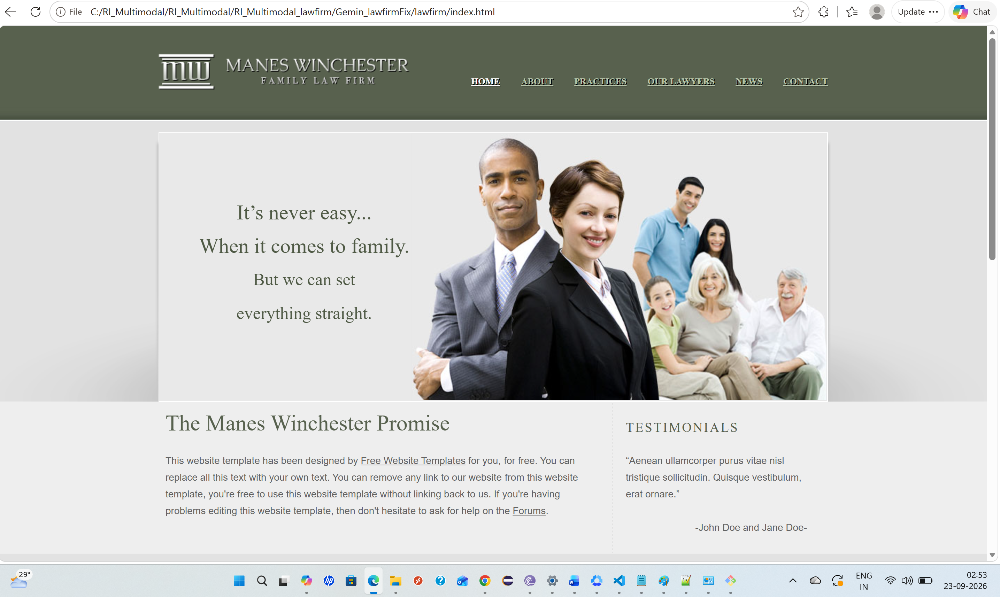 File C:/RI_Multimodal/RI_Multimodal/RI_Multimodal_lawfirm/Gemin_lawfirmFix/lawfirm/index.html Update Chat
mw MANES WINCHESTER
FAMILY LAW FIRM
HOME ABOUT PRACTICES OUR LAWYERS NEWS CONTACT
It’s never easy...
When it comes to family.
But we can set
everything straight.
The Manes Winchester Promise
This website template has been designed by Free Website Templates for you, for free. You can
replace all this text with your own text. You can remove any link to our website from this website
template, you're free to use this website template without linking back to us. If you're having
problems editing this website template, then don't hesitate to ask for help on the Forums.
TESTIMONIALS
“Aenean ullamcorper purus vitae nisl
tristique sollicitudin. Quisque vestibulum,
erat ornare.”
-John Doe and Jane Doe-
29°
hp
ENG
IN
02:53
23-09-2026